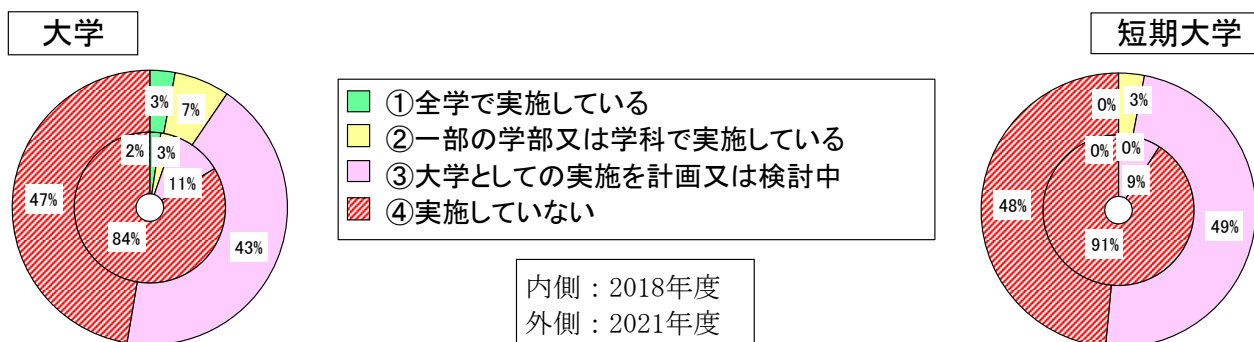 大学
3%
7%
2%
3%
11%
47%
84%
43%
①全学で実施している
②一部の学部又は学科で実施している
③大学としての実施を計画又は検討中
④実施していない
内側：2018年度
外側：2021年度
短期大学
0%
3%
0%
0%
9%
48%
91%
49%